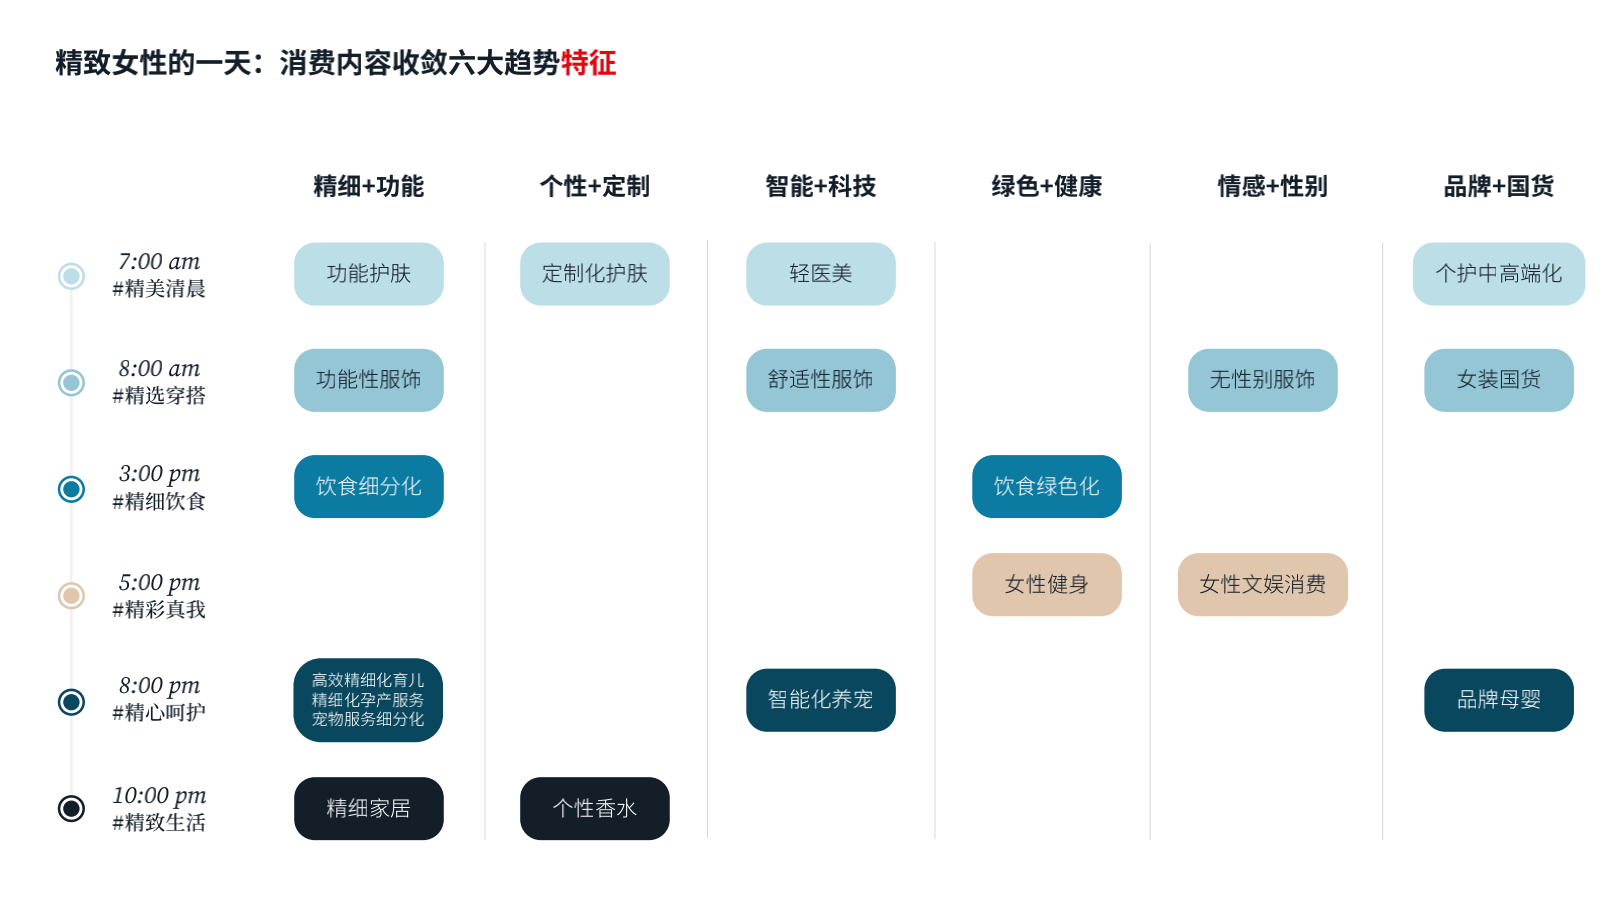 精致女性的一天：消费内容收敛六大趋势特征
精细+功能
个性+定制
智能+科技
绿色+健康
情感+性别
品牌+国货
7:00 am
#精美清晨
功能护肤
定制化护肤
轻医美
个护中高端化
8:00 am
#精选穿搭
功能性服饰
舒适性服饰
无性别服饰
女装国货
3:00 pm
#精细饮食
饮食细分化
饮食绿色化
5:00 pm
#精彩真我
女性健身
女性文娱消费
8:00 pm
#精心呵护
高效精细化育儿
精细化孕产服务
宠物服务细分化
智能化养宠
品牌母婴
10:00 pm
#精致生活
精细家居
个性香水